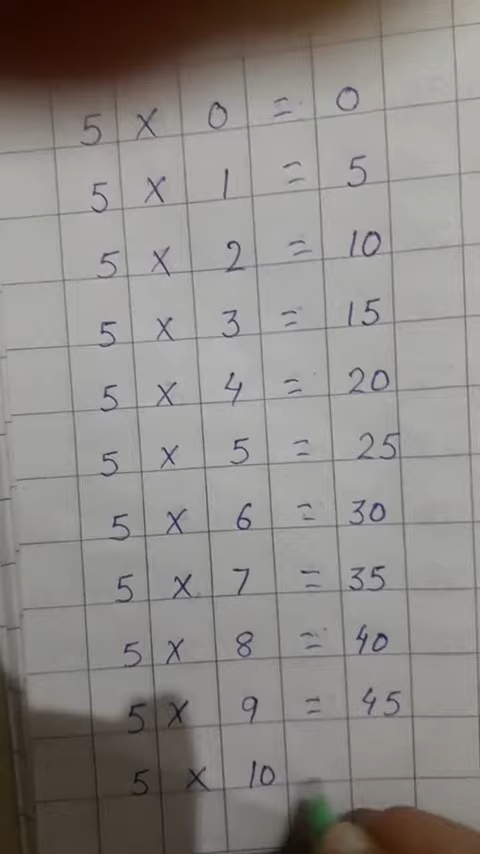 5 x 0 = 0
5 x 1 = 5
5 x 2 = 10
5 x 3 = 15
5 x 4 = 20
5 x 5 = 25
5 x 6 = 30
5 x 7 = 35
5 x 8 = 40
5 x 9 = 45
5 x 10